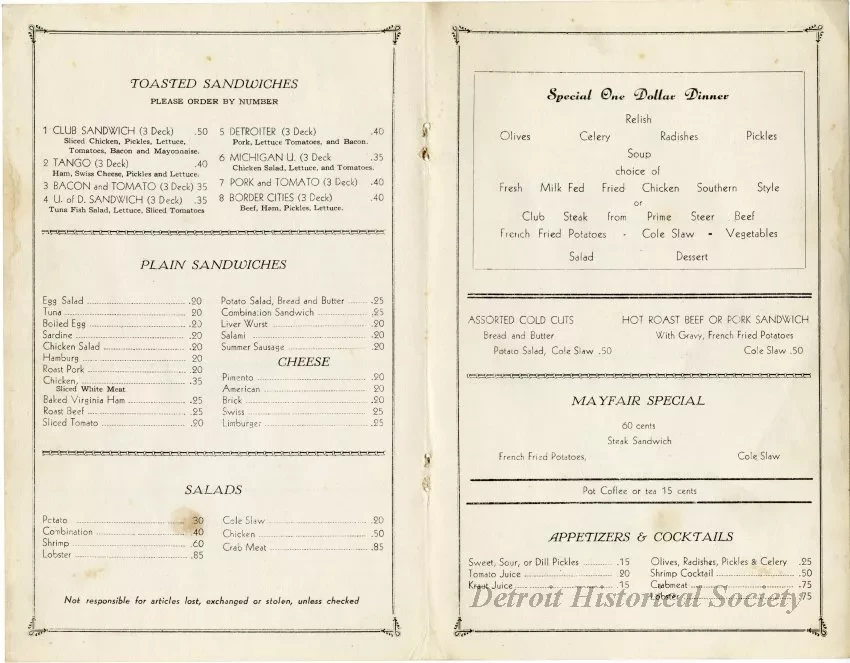 TOASTED SANDWICHES
PLEASE ORDER BY NUMBER
1 CLUB SANDWICH (3 Deck) .50
Sliced Chicken, Pickles, Lettuce,
Tomatoes, Bacon and Mayonnaise.
2 TANGO (3 Deck) .40
Ham, Swiss Cheese, Pickles and Lettuce.
3 BACON and TOMATO (3 Deck) 35
4 U. of D. SANDWICH (3 Deck) .35
Tuna Fish Salad, Lettuce, Sliced Tomatoes
5 DETROITER (3 Deck) .40
Pork, Lettuce Tomatoes, and Bacon.
6 MICHIGAN U. (3 Deck .35
Chicken Salad, Lettuce, and Tomatoes.
7 PORK and TOMATO (3 Deck) .40
8 BORDER CITIES (3 Deck) .40
Beef, Ham, Pickles, Lettuce.
PLAIN SANDWICHES
Egg Salad .20
Tuna 20
Boiled Egg .20
Sardine .20
Chicken Salad .20
Hamburg 20
Roast Pork .20
Chicken, .35
Sliced White Meat
Baked Virginia Ham .25
Roast Beef .25
Sliced Tomato .20
Potato Salad, Bread and Butter .25
Combination Sandwich .25
Liver Wurst .20
Salami .20
Summer Sausage .20
CHEESE
Pimento .20
American 20
Brick .20
Swiss 25
Limburger .25
SALADS
Potato 30
Combination 40
Shrimp .60
Lobster .85
Cole Slaw .20
Chicken .50
Crab Meat .85
Not responsible for articles lost, exchanged or stolen, unless checked
Special One Dollar Dinner
Relish
Olives Celery Radishes Pickles
Soup
choice of
Fresh Milk Fed Fried Chicken Southern Style
or
Club Steak from Prime Steer Beef
French Fried Potatoes - Cole Slaw - Vegetables
Salad Dessert
ASSORTED COLD CUTS
Bread and Butter
Potato Salad, Cole Slaw .50
HOT ROAST BEEF OR PORK SANDWICH
With Gravy, French Fried Potatoes
Cole Slaw .50
MAYFAIR SPECIAL
60 cents
Steak Sandwich
French Fried Potatoes, Cole Slaw
Pot Coffee or tea 15 cents
APPETIZERS & COCKTAILS
Sweet, Sour, or Dill Pickles .15
Tomato Juice 20
Kraut Juice 15
Olives, Radishes, Pickles & Celery .25
Shrimp Cocktail .50
Crabmeat .75
Lobster .75
Detroit Historical Society